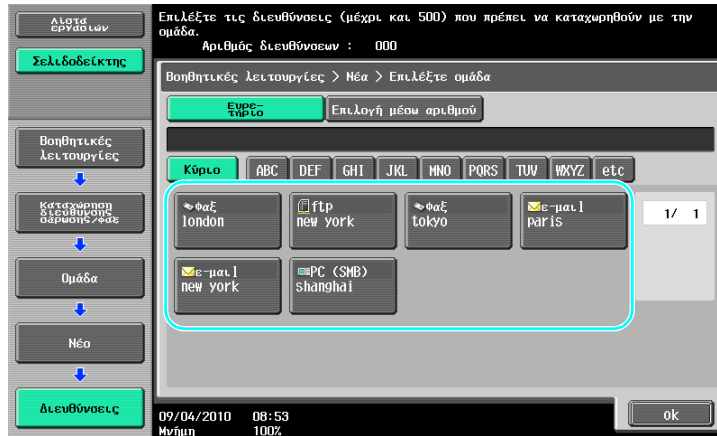 Λίστα
εργασιών
Σελιδοδείκτης
Βοηθητικές
λειτουργίες
Καταχώρηση
διεύθυνσης
σάρωσης/φαξ
Ομάδα
Νέο
Διευθύνσεις
Επιλέξτε τις διευθύνσεις (μέχρι και 500) που πρέπει να καταχωρηθούν με την
ομάδα.
Αριθμός διευθύνσεων : 000
Βοηθητικές λειτουργίες > Νέα > Επιλέξτε ομάδα
Ευρε-
τήριο
Επιλογή μέσω αριθμού
Κύριο ABC DEF GHI JKL MNO PQRS TUV WXYZ etc
Φαξ
london
ftp
new york
Φαξ
tokyo
ε-μαιl
paris
1/ 1
ε-μαιl
new york
PC (SMB)
shanghai
ok
09/04/2010 08:53
Μνήμη 100%